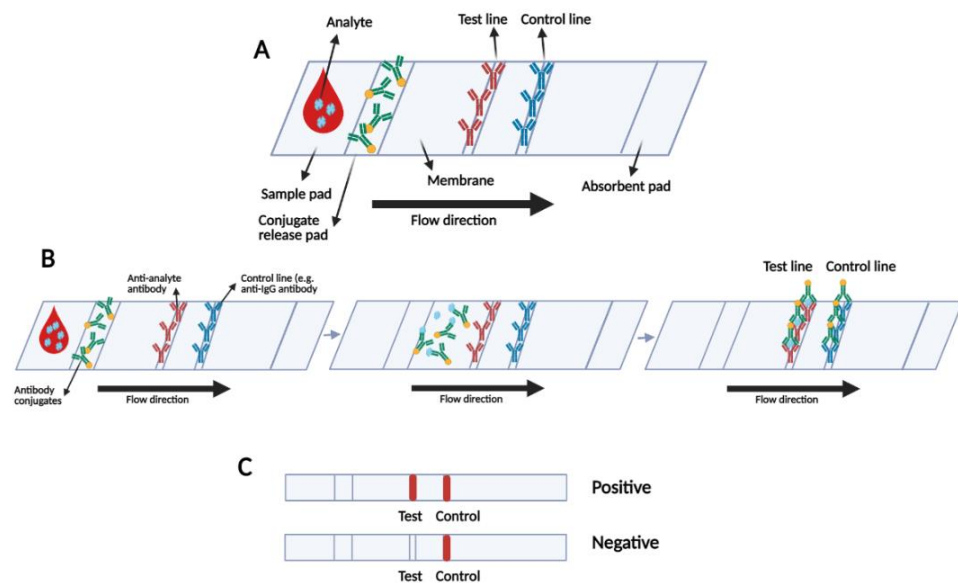 A
Analyte
Test line
Control line
Sample pad
Conjugate
release pad
Membrane
Flow direction
Absorbent pad
B
Anti-analyte
antibody
Control line (e.g.
anti-IgG antibody
Antibody
conjugates
Flow direction
Flow direction
Test line
Control line
Flow direction
C
Positive
Test
Control
Negative
Test
Control